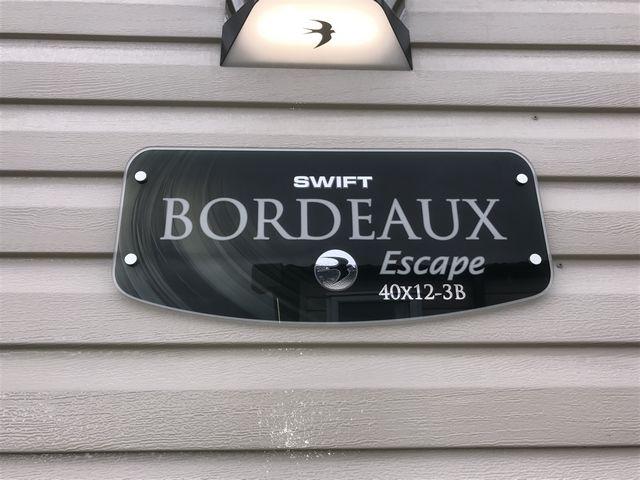 SWIFT
BORDEAUX
Escape
40x12-3B